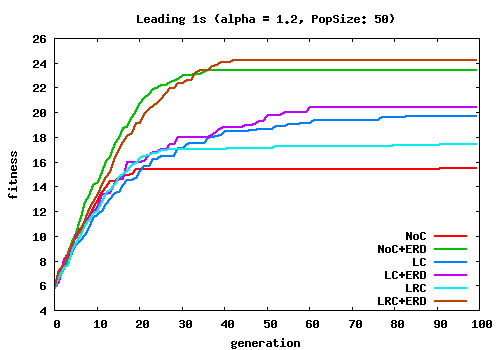 Leading 1s (alpha = 1.2, PopSize: 50)
26
24
22
20
18
16
14
12
10
8
6
4
fitness
NoC
NoC+ERD
LC
LC+ERD
LRC
LRC+ERD
0 10 20 30 40 50 60 70 80 90 100
generation